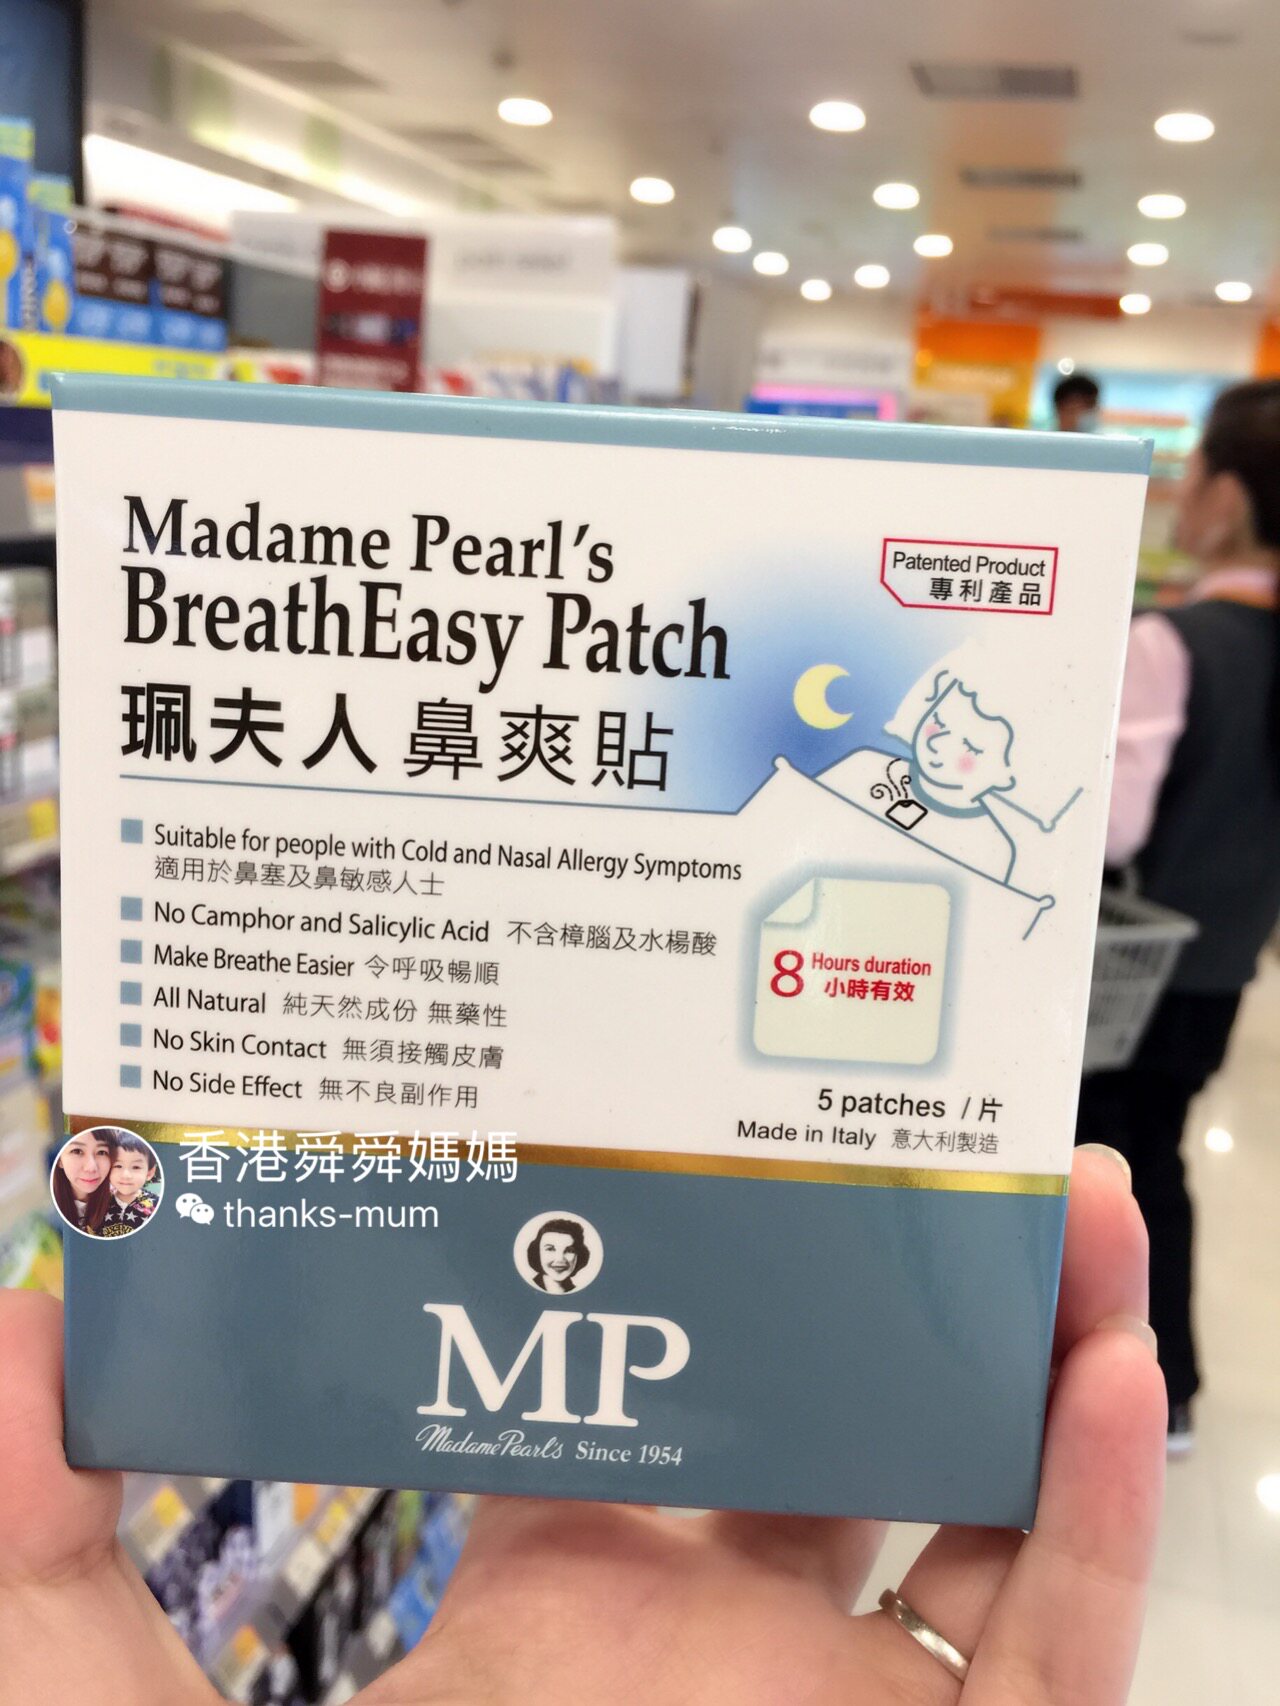 Madame Pearl's
BreathEasy Patch
珮夫人鼻爽貼
Patented Product
專利產品
Suitable for people with Cold and Nasal Allergy Symptoms
適用於鼻塞及鼻敏感人士
No Camphor and Salicylic Acid 不含樟腦及水楊酸
Make Breathe Easier 令呼吸暢順
All Natural 純天然成份 無藥性
No Skin Contact 無須接觸皮膚
No Side Effect 無不良副作用
8 Hours duration
小時有效
5 patches / 片
Made in Italy 意大利製造
香港舜舜媽媽
thanks-mum
MP
Madame Pearl's Since 1954